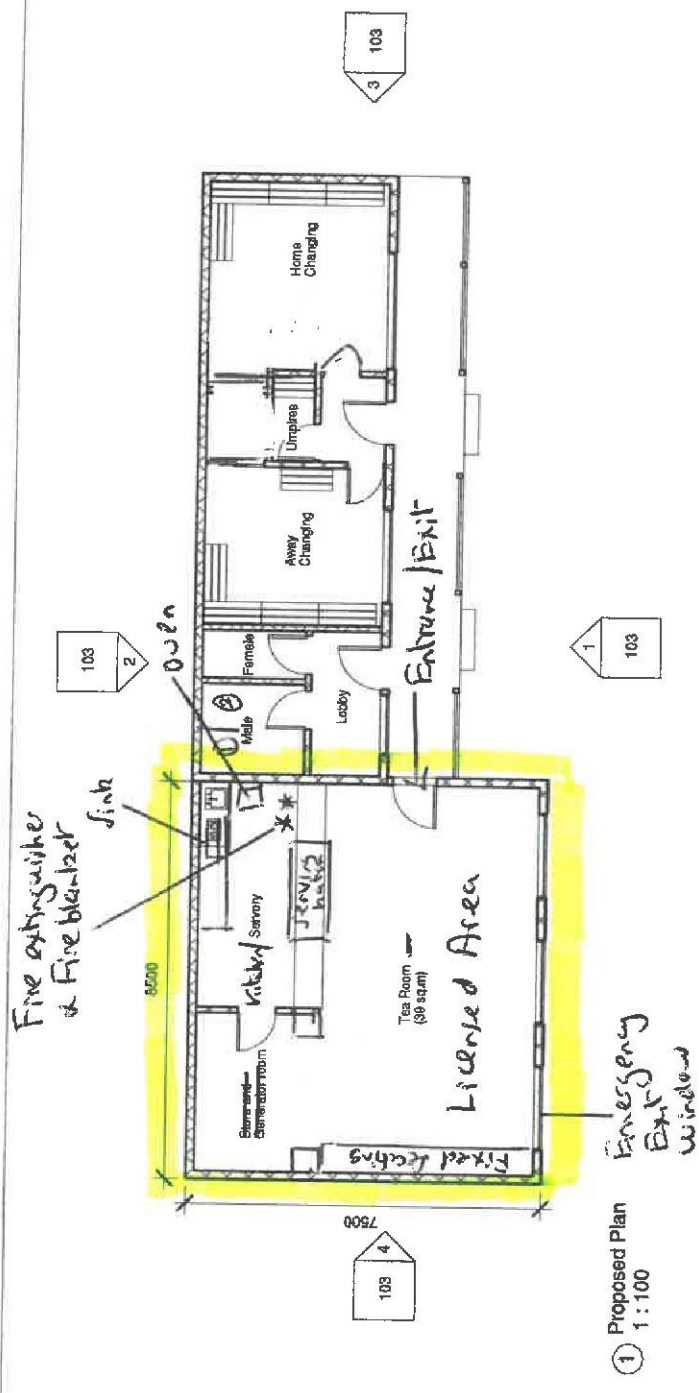 Fire extinguisher
& Fire blanket
Sink
oven
103
2
103
3
103
1
103
4
8500
7500
Kitchen
Servery
Store and
Generator room
Serving
hatch
Tea Room
(39 sq.m)
Licensed Area
Fixed seating
Male
Female
Lobby
Away
Changing
Umpires
Home
Changing
Entrance / Exit
Emergency
Exit
Window
1
Proposed Plan
1 : 100